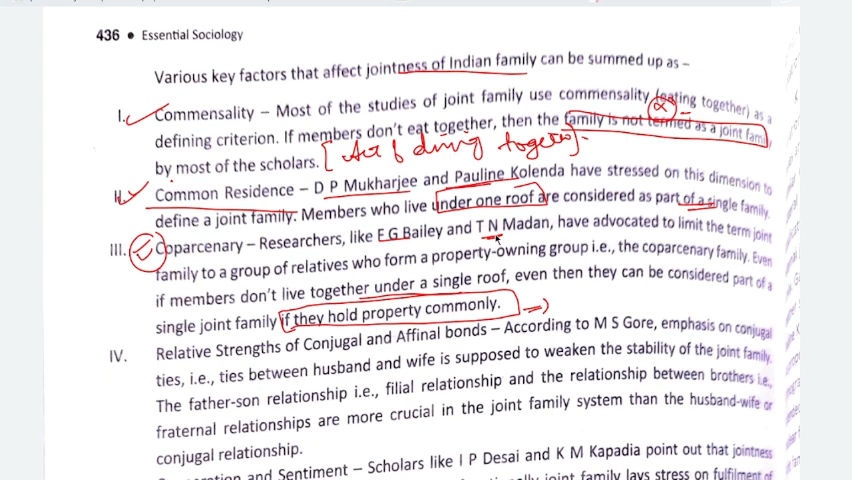 436 • Essential Sociology
Various key factors that affect jointness of Indian family can be summed up as –
I. Commensality – Most of the studies of joint family use commensality (eating together) as a
defining criterion. If members don't eat together, then the family is not termed as a joint family
by most of the scholars. [Act of dining together].
II. Common Residence – D P Mukharjee and Pauline Kolenda have stressed on this dimension to
define a joint family. Members who live under one roof are considered as part of a single family.
III. Coparcenary – Researchers, like E G Bailey and T N Madan, have advocated to limit the term joint
family to a group of relatives who form a property-owning group i.e., the coparcenary family. Even
if members don't live together under a single roof, even then they can be considered part of a
single joint family if they hold property commonly.
IV. Relative Strengths of Conjugal and Affinal bonds – According to M S Gore, emphasis on conjugal
ties, i.e., ties between husband and wife is supposed to weaken the stability of the joint family.
The father-son relationship i.e., filial relationship and the relationship between brothers i.e.,
fraternal relationships are more crucial in the joint family system than the husband-wife or
conjugal relationship.
and Sentiment – Scholars like I P Desai and K M Kapadia point out that jointness
joint family lays stress on fulfilment of